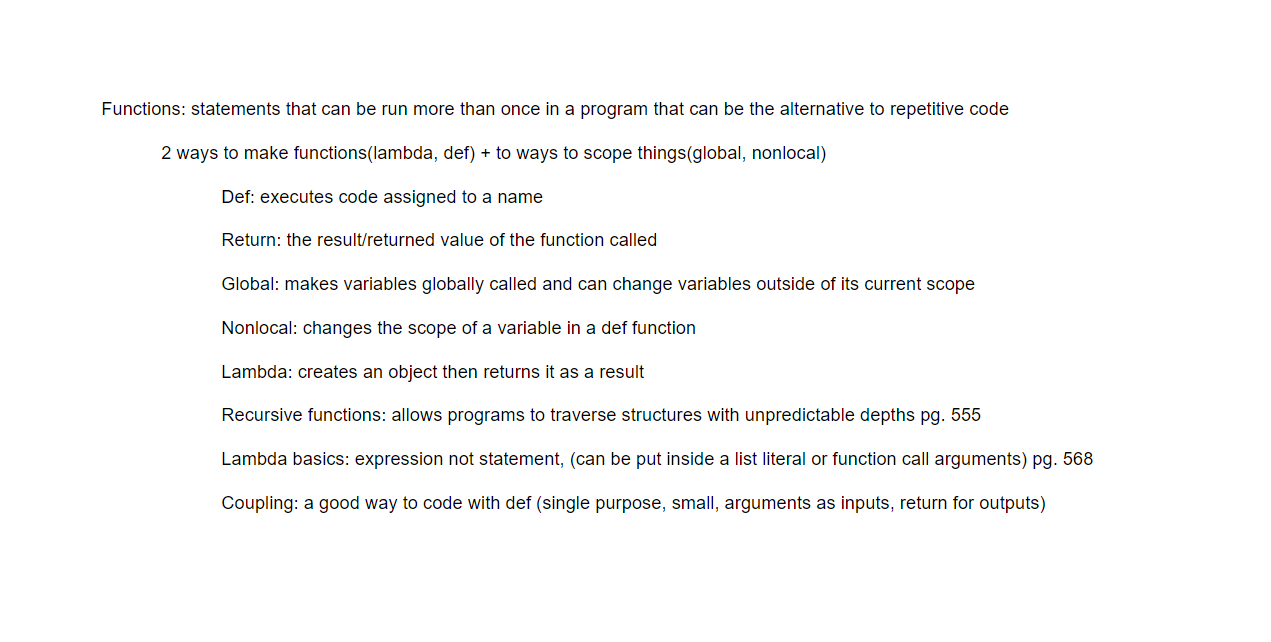 Functions: statements that can be run more than once in a program that can be the alternative to repetitive code
2 ways to make functions(lambda, def) + to ways to scope things(global, nonlocal)
Def: executes code assigned to a name
Return: the result/returned value of the function called
Global: makes variables globally called and can change variables outside of its current scope
Nonlocal: changes the scope of a variable in a def function
Lambda: creates an object then returns it as a result
Recursive functions: allows programs to traverse structures with unpredictable depths pg. 555
Lambda basics: expression not statement, (can be put inside a list literal or function call arguments) pg. 568
Coupling: a good way to code with def (single purpose, small, arguments as inputs, return for outputs)